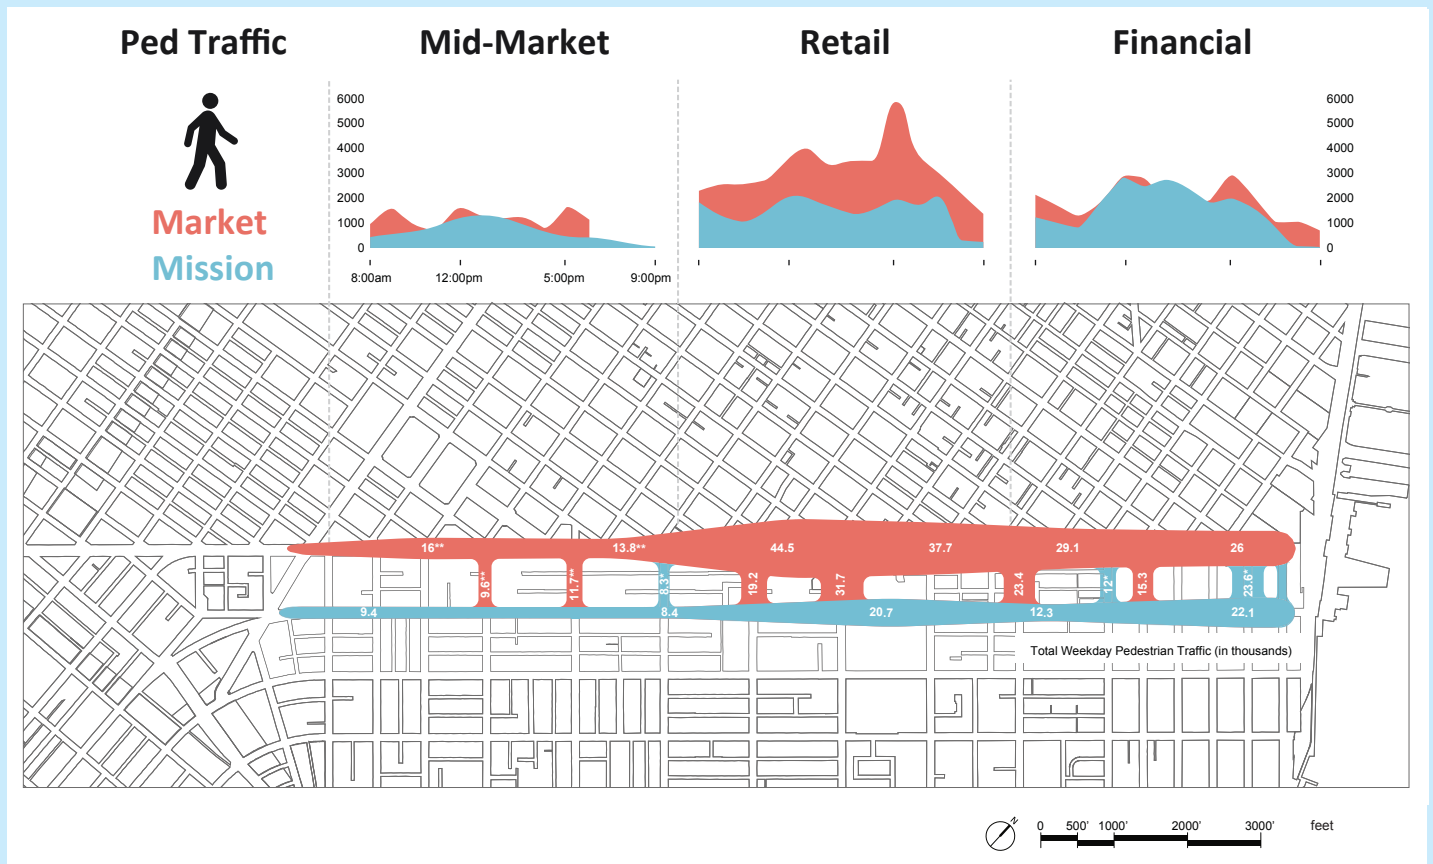 Ped Traffic
Mid-Market
Retail
Financial
6000
5000
4000
3000
2000
1000
0
6000
5000
4000
3000
2000
1000
0
Market
Mission
8:00am 12:00pm 5:00pm 9:00pm
16** 13.8** 44.5 37.7 29.1 26
9.6** 11.7** 8.3* 19.2 31.7 23.4 12* 15.3 23.6*
9.4 8.4 20.7 12.3 22.1
Total Weekday Pedestrian Traffic (in thousands)
N
0 500' 1000' 2000' 3000' feet